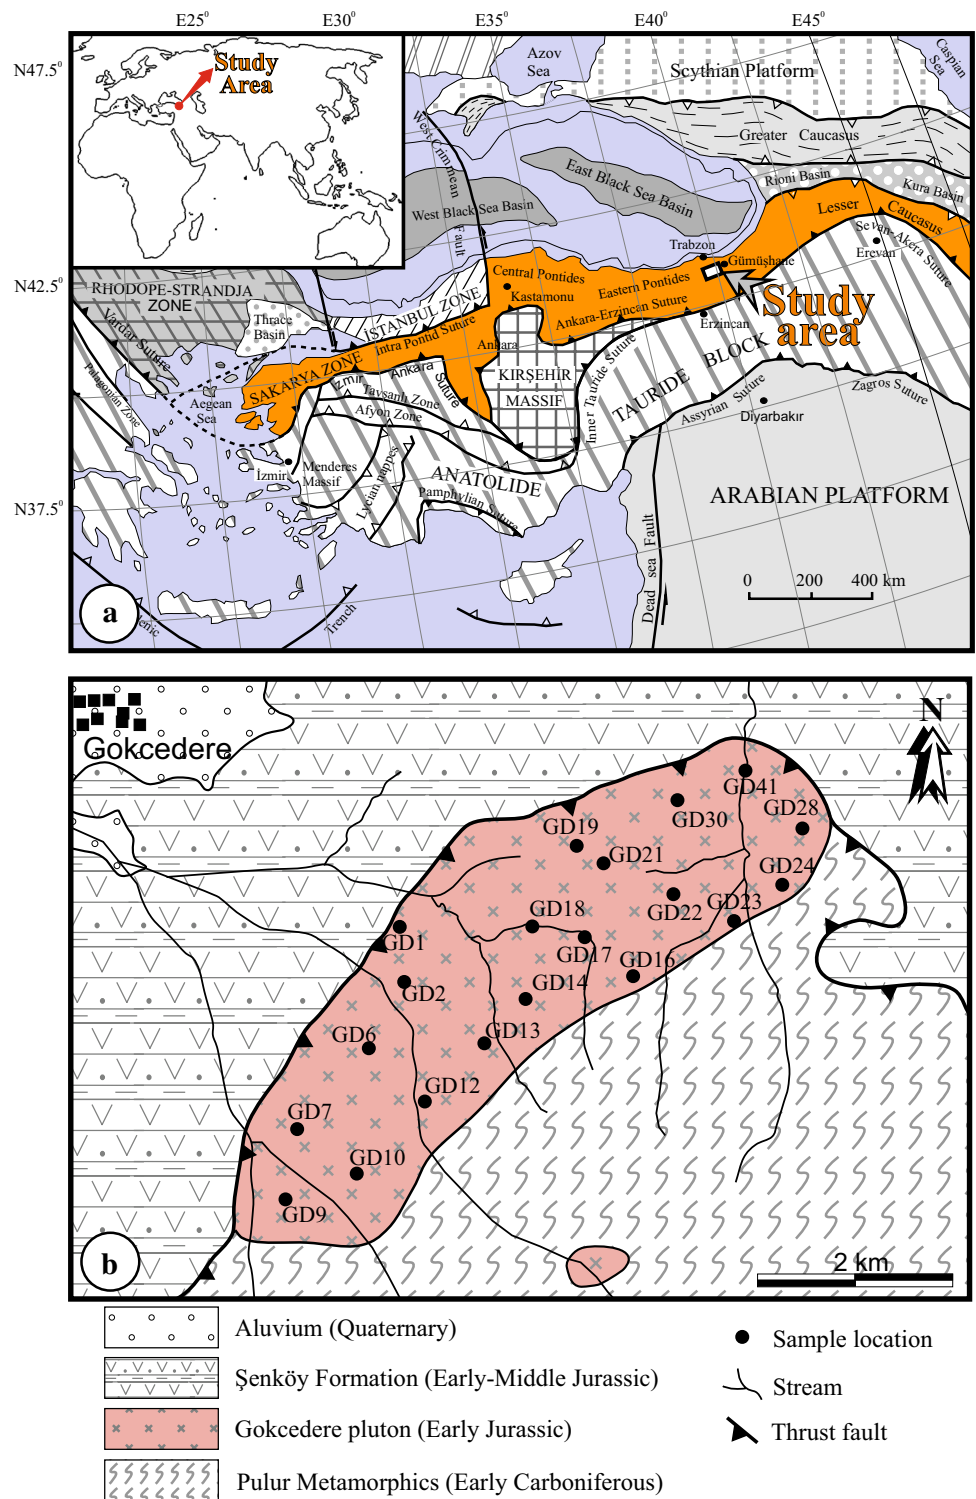 E25° E30° E35° E40° E45°
N47.5°
N42.5°
N37.5°
Study
Area
Azov
Sea
Scythian Platform
Caspian
Sea
Greater Caucasus
Rioni Basin
Kura Basin
Lesser Caucasus
West Crimean Fault
East Black Sea Basin
West Black Sea Basin
Trabzon
Gümüşhane
Sevan-Akera Suture
Erevan
Central Pontides
Eastern Pontides
Kastamonu
Ankara-Erzincan Suture
Erzincan
Study
area
RHODOPE-STRANDJA
ZONE
Thrace
Basin
İSTANBUL ZONE
Intra Pontid Suture
SAKARYA ZONE
Vardar Suture
Palagonian Zone
Aegean
Sea
Ankara
İzmir Ankara Suture
Tavşanlı Zone
Afyon Zone
KIRŞEHİR
MASSIF
Inner Tauride Suture
TAURIDE BLOCK
Assyrian Suture
Zagros Suture
Diyarbakır
İzmir
Menderes
Massif
Lycian nappes
ANATOLIDE
Pamphylian Suture
ARABIAN PLATFORM
Dead sea Fault
Trench
0 200 400 km
a
Gokcedere
N
GD41
GD30
GD28
GD19
GD21
GD24
GD22
GD23
GD18
GD17
GD16
GD1
GD2
GD14
GD13
GD6
GD12
GD7
GD10
GD9
2 km
b
Aluvium (Quaternary)
Şenköy Formation (Early-Middle Jurassic)
Gokcedere pluton (Early Jurassic)
Pulur Metamorphics (Early Carboniferous)
Sample location
Stream
Thrust fault